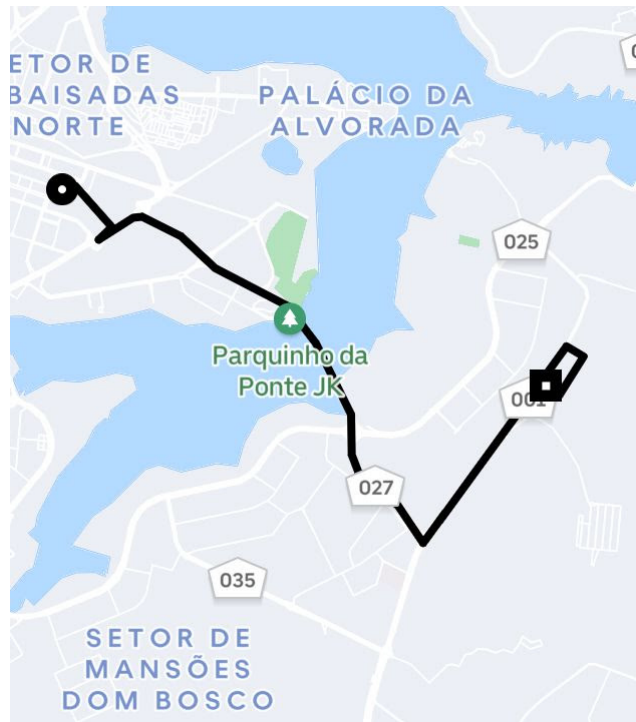 ETOR DE
BAISADAS
NORTE
PALÁCIO DA
ALVORADA
025
Parquinho da
Ponte JK
001
027
035
SETOR DE
MANSÕES
DOM BOSCO